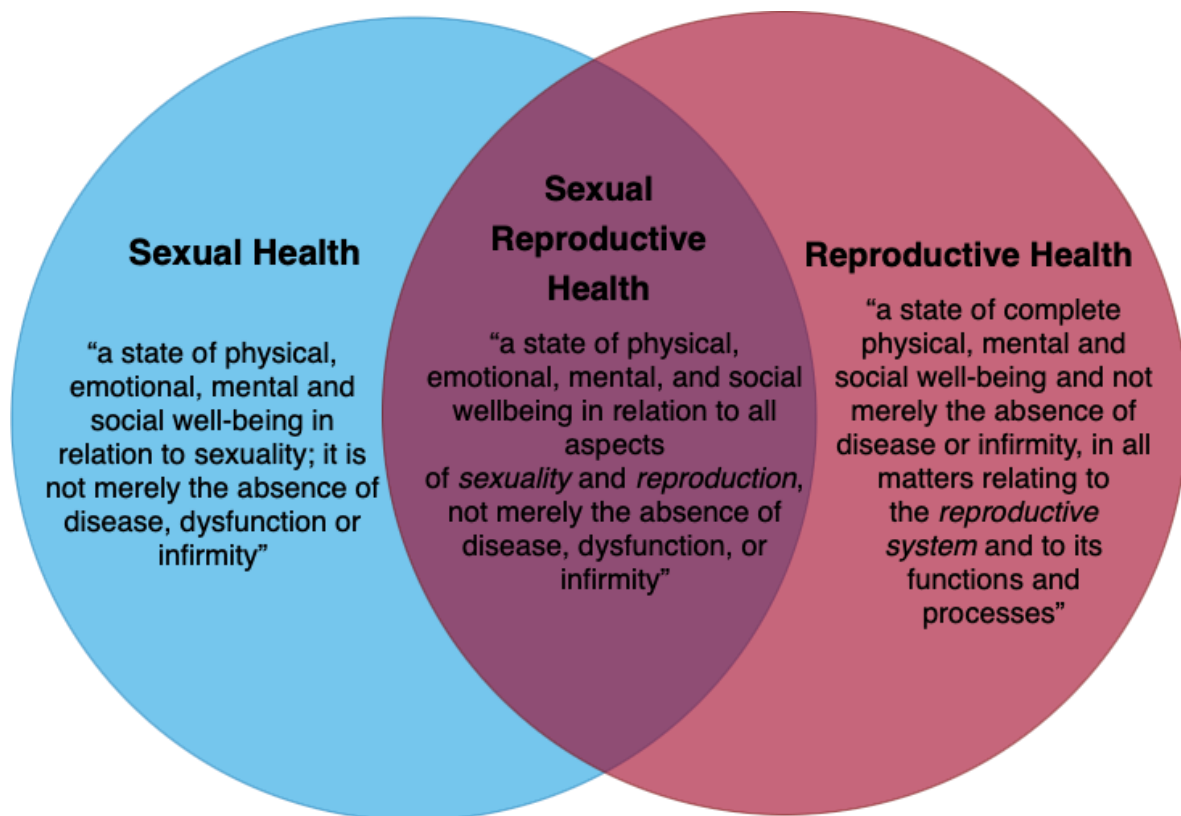 Sexual Health
“a state of physical,
emotional, mental and
social well-being in
relation to sexuality; it is
not merely the absence of
disease, dysfunction or
infirmity”
Sexual
Reproductive
Health
“a state of physical,
emotional, mental, and social
wellbeing in relation to all
aspects
of sexuality and reproduction,
not merely the absence of
disease, dysfunction, or
infirmity”
Reproductive Health
“a state of complete
physical, mental and
social well-being and not
merely the absence of
disease or infirmity, in all
matters relating to
the reproductive
system and to its
functions and
processes”